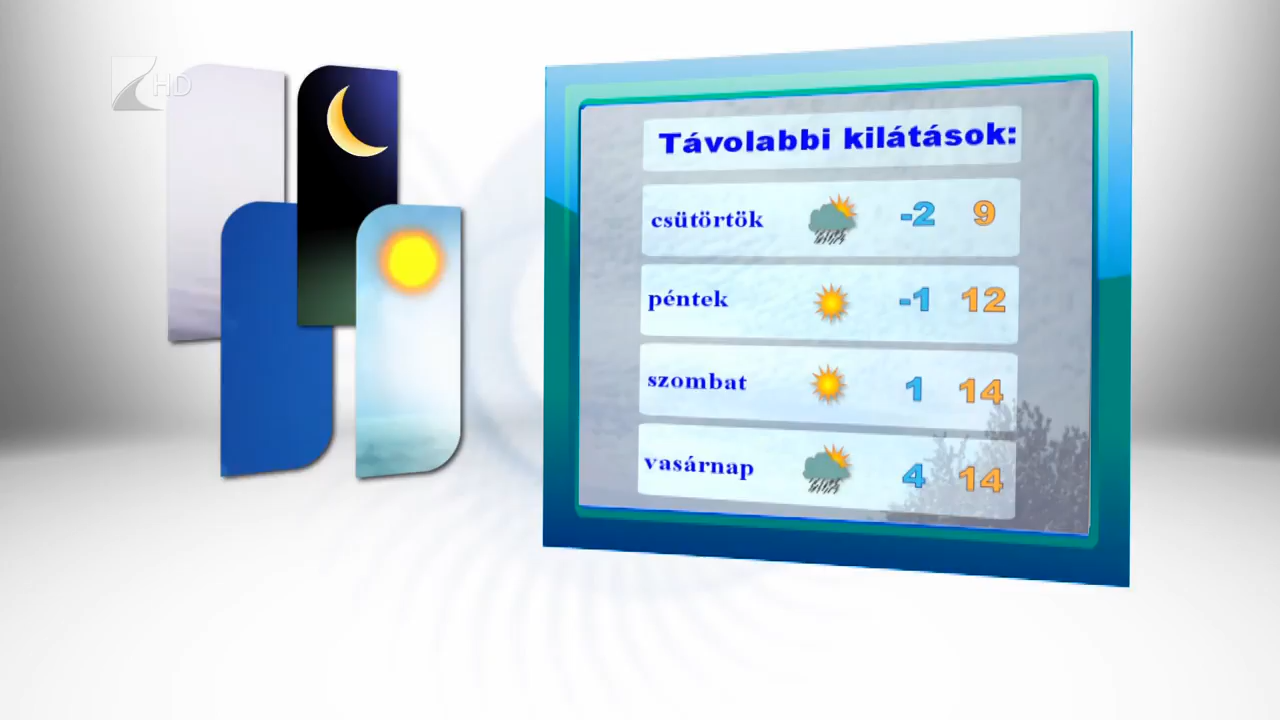 HD
Távolabbi kilátások:
csütörtök -2 9
péntek -1 12
szombat 1 14
vasárnap 4 14